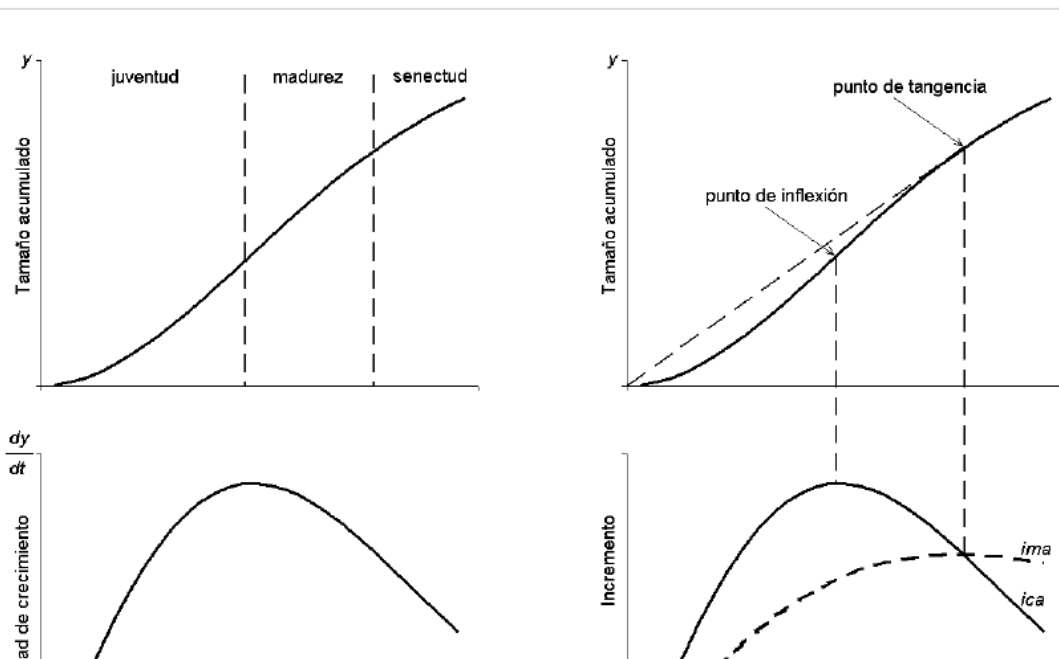 y
juventud
madurez
senectud
Tamaño acumulado
y
punto de tangencia
punto de inflexión
Tamaño acumulado
dy
dt
ad de crecimiento
Incremento
ima
ica